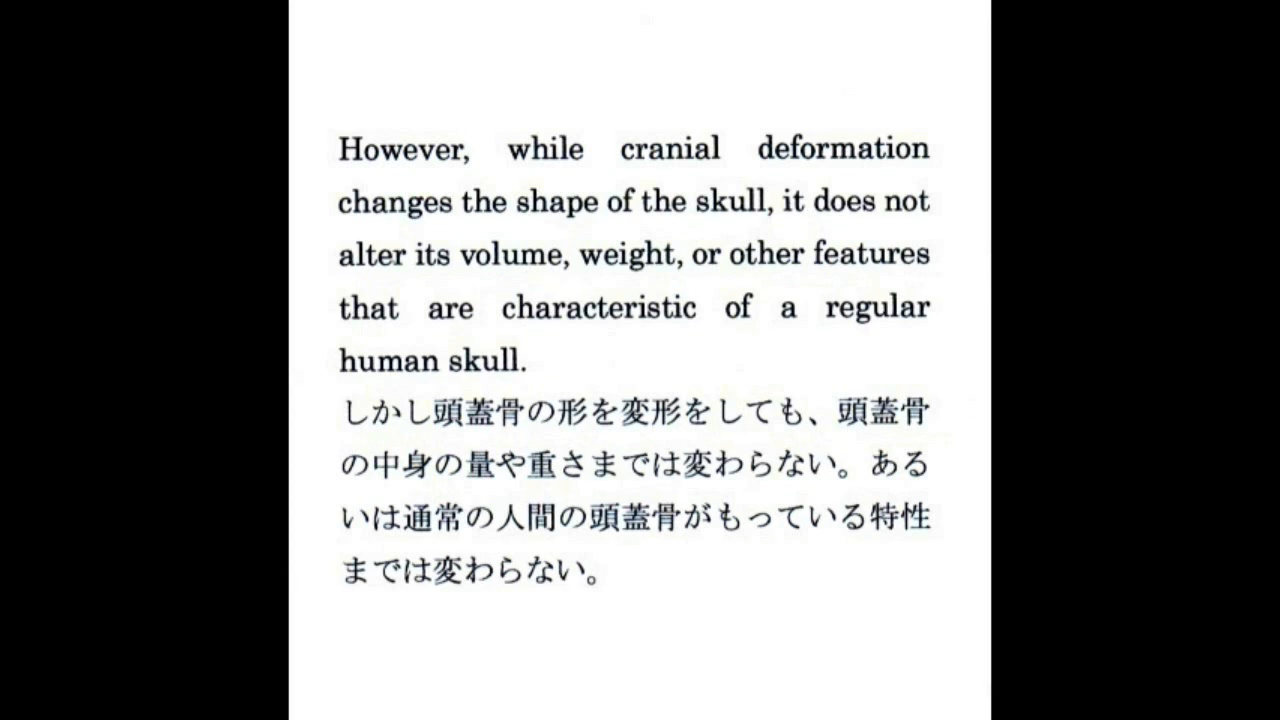 However, while cranial deformation
changes the shape of the skull, it does not
alter its volume, weight, or other features
that are characteristic of a regular
human skull.
しかし頭蓋骨の形を変形をしても、頭蓋骨
の中身の量や重さまでは変わらない。ある
いは通常の人間の頭蓋骨がもっている特性
までは変わらない。